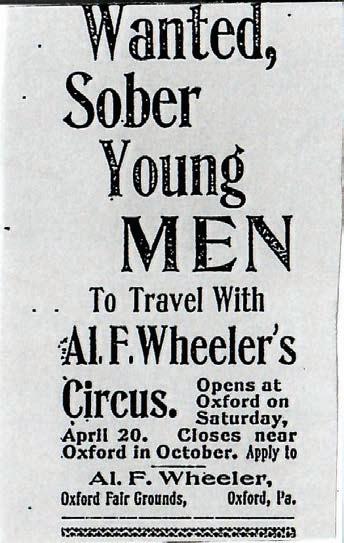 Wanted,
Sober
Young
MEN
To Travel With
Al. F. Wheeler's
Circus. Opens at
Oxford on
Saturday,
April 20. Closes near
Oxford in October. Apply to
Al. F. Wheeler,
Oxford Fair Grounds, Oxford, Pa.